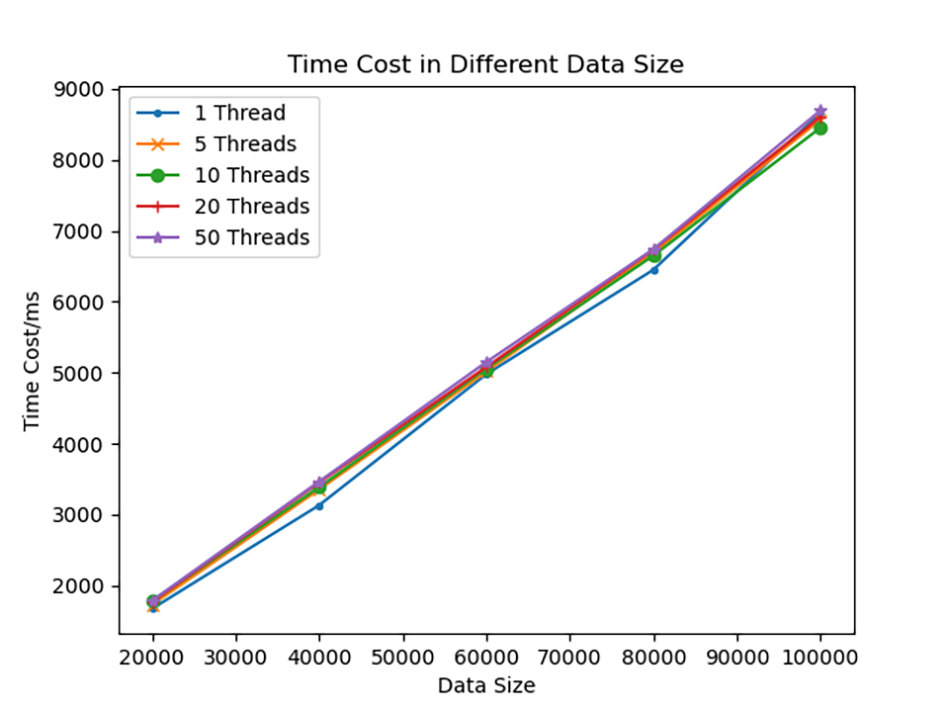 Time Cost in Different Data Size
9000
8000
7000
6000
5000
4000
3000
2000
Time Cost/ms
1 Thread
5 Threads
10 Threads
20 Threads
50 Threads
20000 30000 40000 50000 60000 70000 80000 90000 100000
Data Size